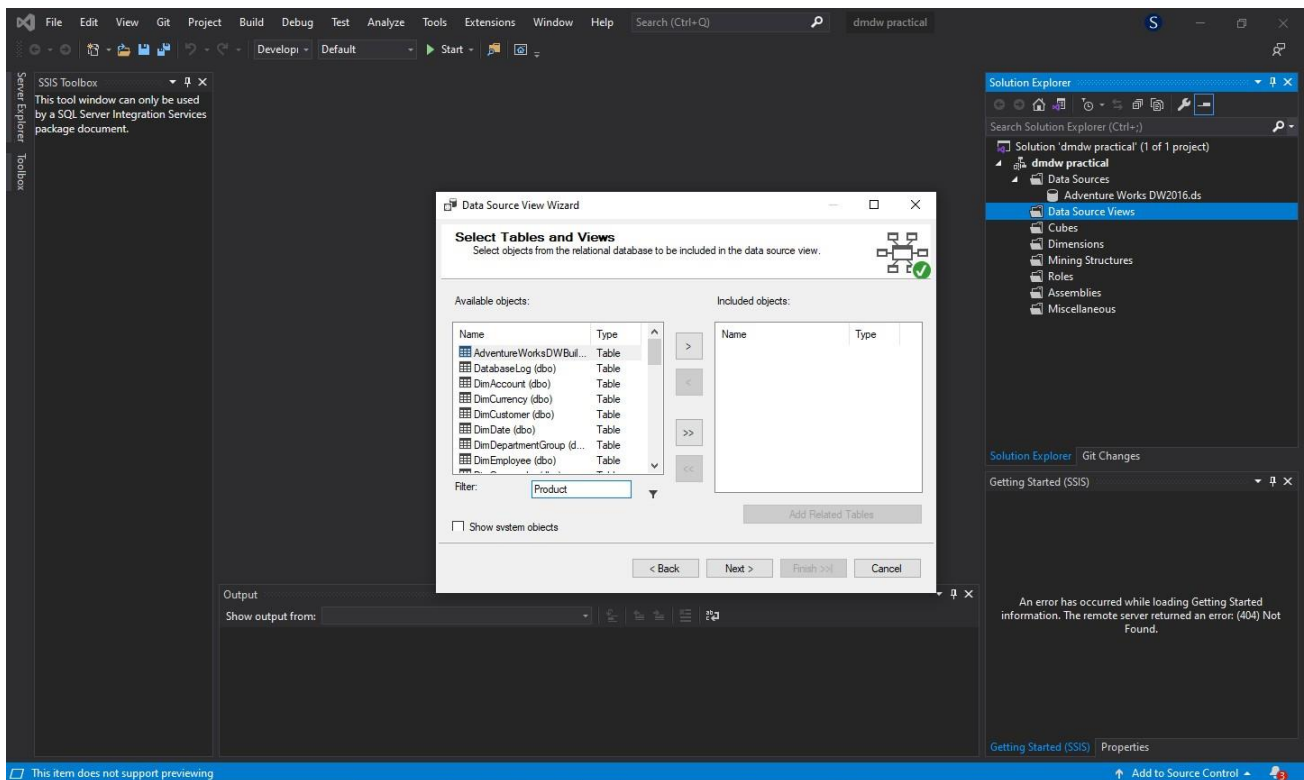 File Edit View Git Project Build Debug Test Analyze Tools Extensions Window Help Search (Ctrl+Q) dmdw practical S
Developi Default Start
Server Explorer
Toolbox
SSIS Toolbox
This tool window can only be used
by a SQL Server Integration Services
package document.
Data Source View Wizard
Select Tables and Views
Select objects from the relational database to be included in the data source view.
Available objects:
Name Type
AdventureWorksDWBuil... Table
DatabaseLog (dbo) Table
DimAccount (dbo) Table
DimCurrency (dbo) Table
DimCustomer (dbo) Table
DimDate (dbo) Table
DimDepartmentGroup (d... Table
DimEmployee (dbo) Table
>
<
>>
<<
Included objects:
Name Type
Filter: Product
Show system objects
Add Related Tables
< Back Next > Finish >>| Cancel
Output
Show output from:
Solution Explorer
Search Solution Explorer (Ctrl+;)
Solution 'dmdw practical' (1 of 1 project)
dmdw practical
Data Sources
Adventure Works DW2016.ds
Data Source Views
Cubes
Dimensions
Mining Structures
Roles
Assemblies
Miscellaneous
Solution Explorer Git Changes
Getting Started (SSIS)
An error has occurred while loading Getting Started
information. The remote server returned an error: (404) Not
Found.
Getting Started (SSIS) Properties
This item does not support previewing
Add to Source Control 3